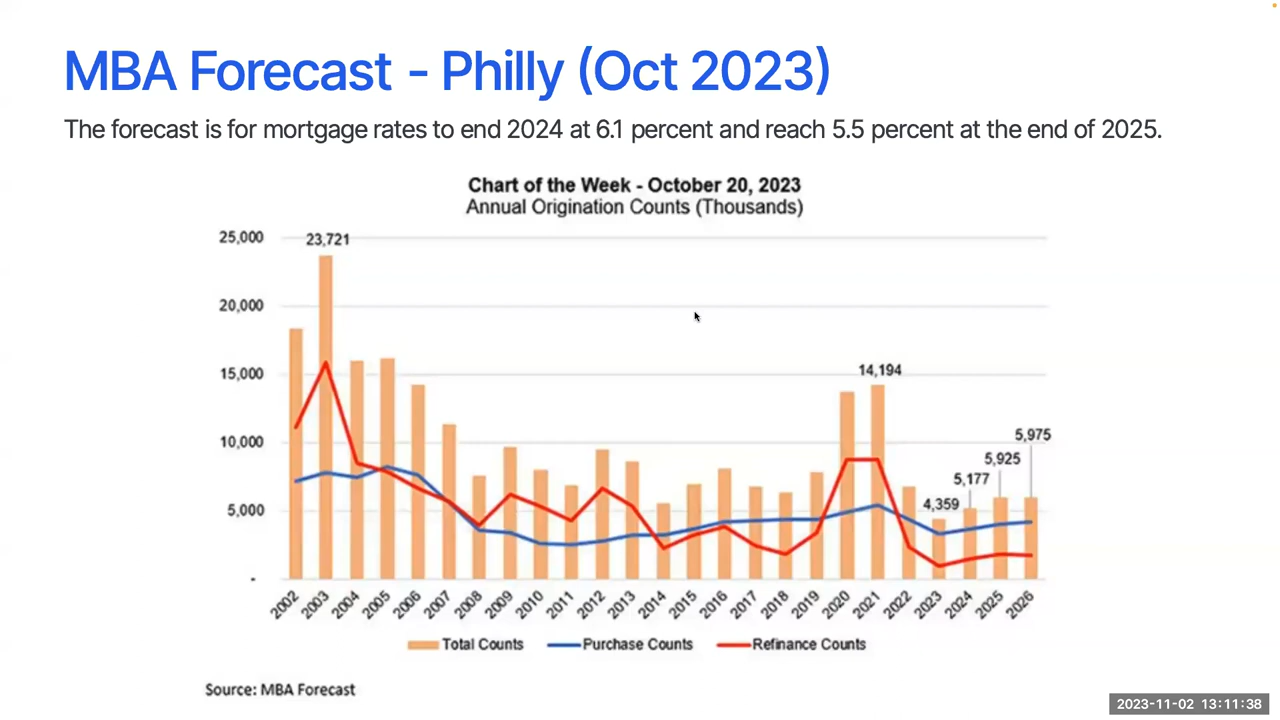 MBA Forecast - Philly (Oct 2023)
The forecast is for mortgage rates to end 2024 at 6.1 percent and reach 5.5 percent at the end of 2025.
Chart of the Week - October 20, 2023
Annual Origination Counts (Thousands)
25,000
23,721
20,000
15,000
14,194
10,000
5,975
5,925
5,177
5,000
4,359
-
2002 2003 2004 2005 2006 2007 2008 2009 2010 2011 2012 2013 2014 2015 2016 2017 2018 2019 2020 2021 2022 2023 2024 2025 2026
Total Counts Purchase Counts Refinance Counts
Source: MBA Forecast
2023-11-02 13:11:38